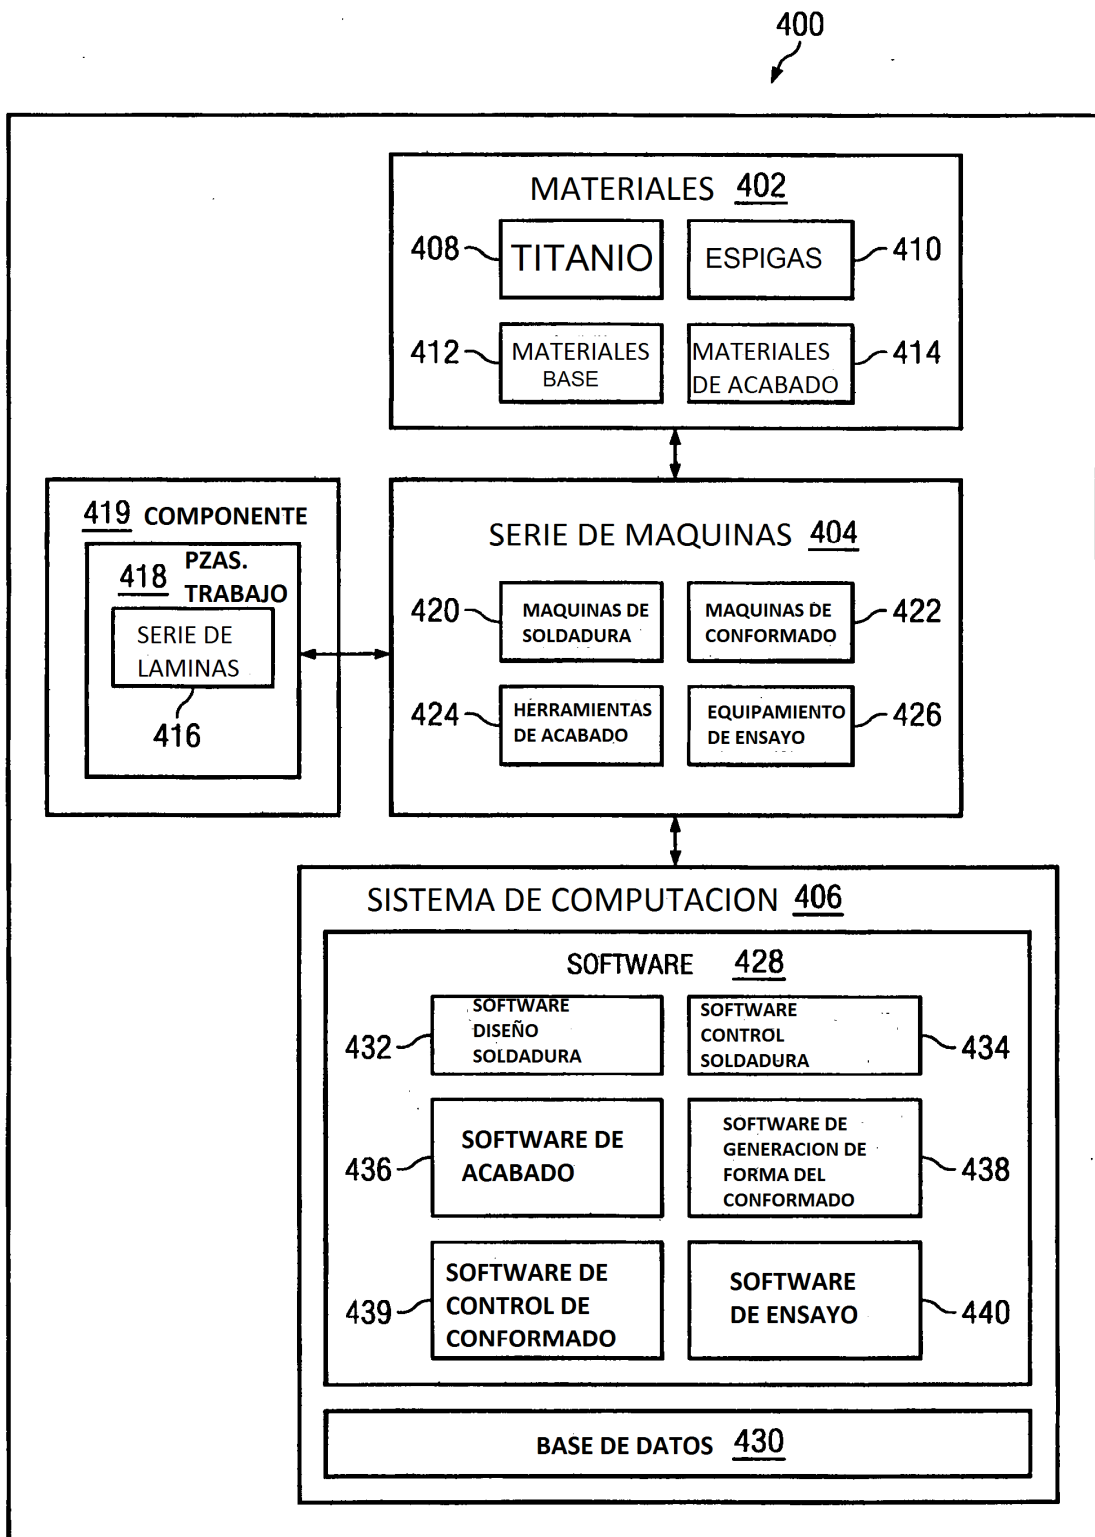 400
MATERIALES 402
408
TITANIO
ESPIGAS
410
412
MATERIALES
BASE
MATERIALES
DE ACABADO
414
419 COMPONENTE
418 PZAS.
TRABAJO
SERIE DE
LAMINAS
416
SERIE DE MAQUINAS 404
420
MAQUINAS DE
SOLDADURA
MAQUINAS DE
CONFORMADO
422
424
HERRAMIENTAS
DE ACABADO
EQUIPAMIENTO
DE ENSAYO
426
SISTEMA DE COMPUTACION 406
SOFTWARE 428
432
SOFTWARE
DISEÑO
SOLDADURA
SOFTWARE
CONTROL
SOLDADURA
434
436
SOFTWARE DE
ACABADO
SOFTWARE DE
GENERACION DE
FORMA DEL
CONFORMADO
438
439
SOFTWARE DE
CONTROL DE
CONFORMADO
SOFTWARE
DE ENSAYO
440
BASE DE DATOS 430